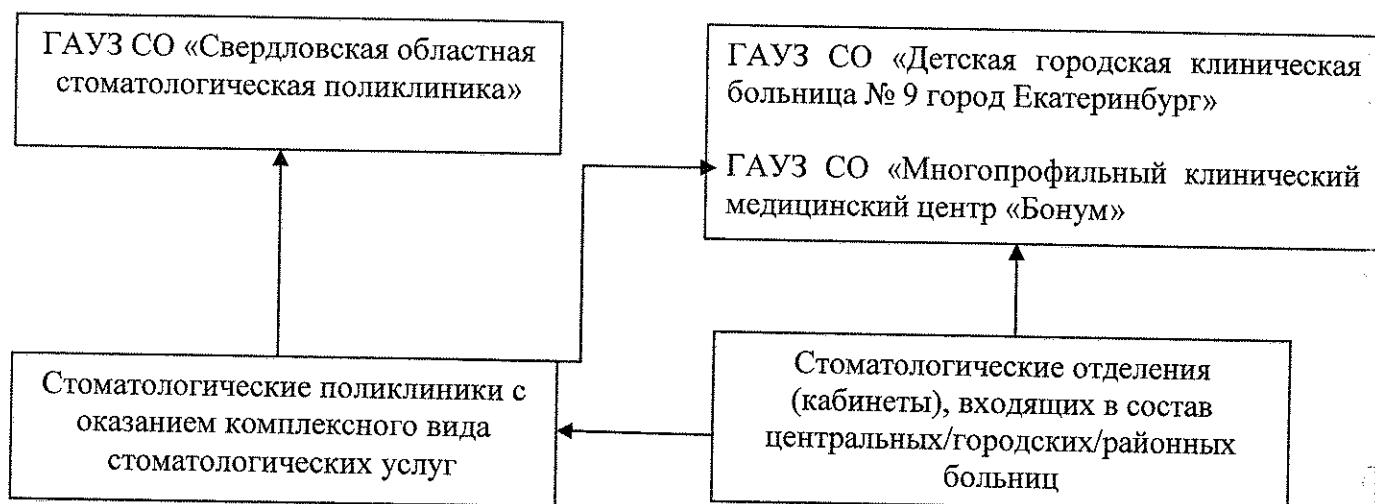 ГАУЗ СО «Свердловская областная
стоматологическая поликлиника»
ГАУЗ СО «Детская городская клиническая
больница № 9 город Екатеринбург»
ГАУЗ СО «Многопрофильный клинический
медицинский центр «Бонум»
Стоматологические поликлиники с
оказанием комплексного вида
стоматологических услуг
Стоматологические отделения
(кабинеты), входящих в состав
центральных/городских/районных
больниц